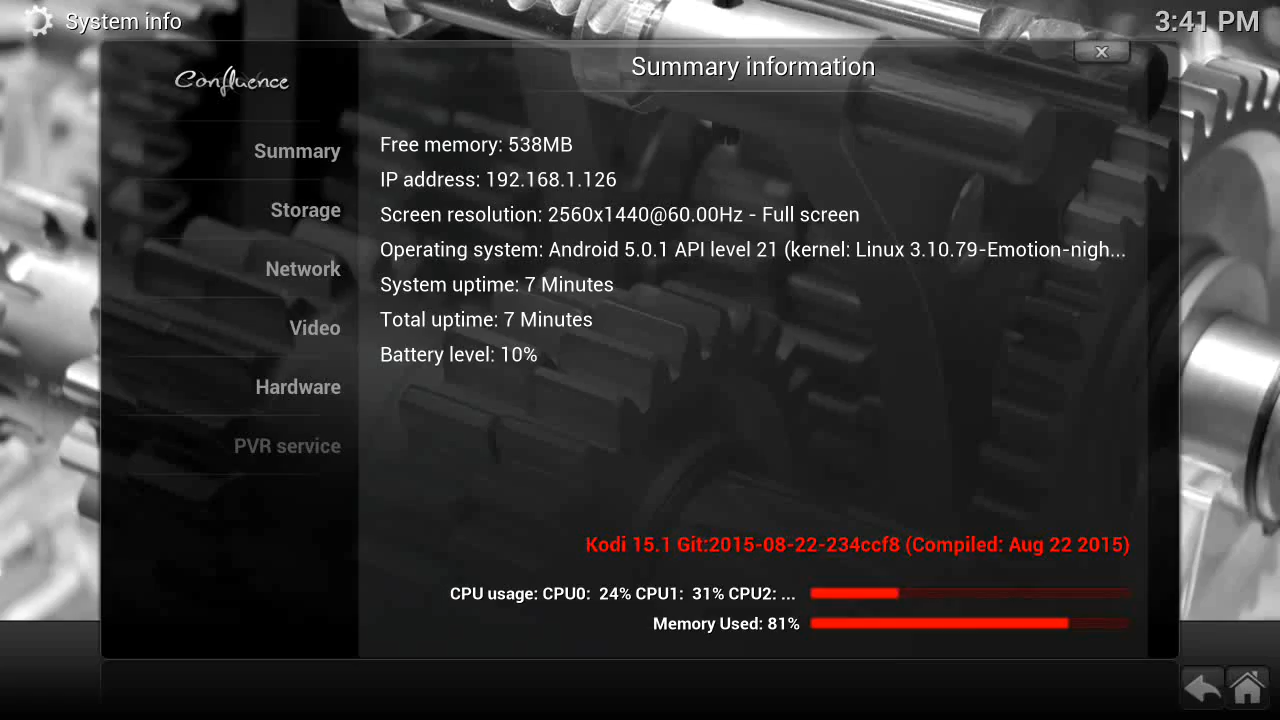 System info
3:41 PM
Confluence
Summary information
Summary
Storage
Network
Video
Hardware
PVR service
Free memory: 538MB
IP address: 192.168.1.126
Screen resolution: 2560x1440@60.00Hz - Full screen
Operating system: Android 5.0.1 API level 21 (kernel: Linux 3.10.79-Emotion-nigh...
System uptime: 7 Minutes
Total uptime: 7 Minutes
Battery level: 10%
Kodi 15.1 Git:2015-08-22-234ccf8 (Compiled: Aug 22 2015)
CPU usage: CPU0:  24% CPU1:  31% CPU2: ...
Memory Used: 81%